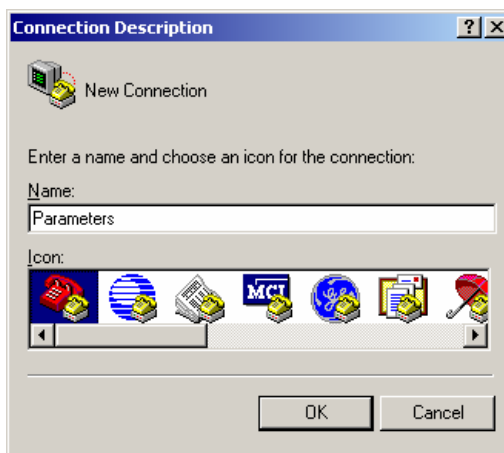 Connection Description
New Connection
Enter a name and choose an icon for the connection:
Name:
Parameters
Icon:
MCI
OK Cancel